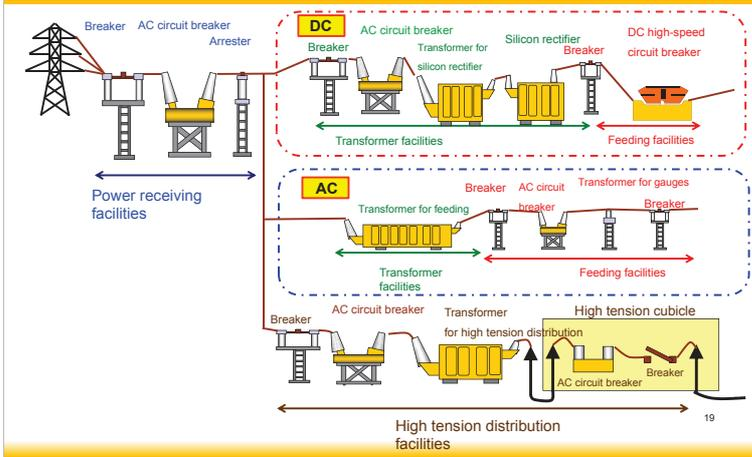 Breaker
AC circuit breaker
Arrester
Power receiving
facilities
DC
Breaker
AC circuit breaker
Transformer for
silicon rectifier
Silicon rectifier
Breaker
DC high-speed
circuit breaker
Transformer facilities
Feeding facilities
AC
Transformer for feeding
Breaker
AC circuit
breaker
Transformer for gauges
Breaker
Transformer
facilities
Feeding facilities
Breaker
AC circuit breaker
Transformer
for high tension distribution
High tension cubicle
AC circuit breaker
Breaker
High tension distribution
facilities
19